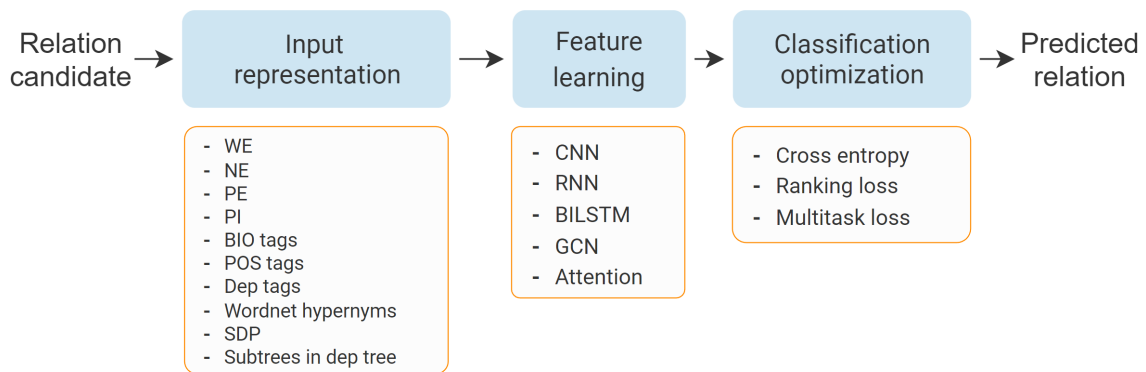 Relation
candidate
Input
representation
Feature
learning
Classification
optimization
Predicted
relation
- WE
- NE
- PE
- PI
- BIO tags
- POS tags
- Dep tags
- Wordnet hypernyms
- SDP
- Subtrees in dep tree
- CNN
- RNN
- BILSTM
- GCN
- Attention
- Cross entropy
- Ranking loss
- Multitask loss